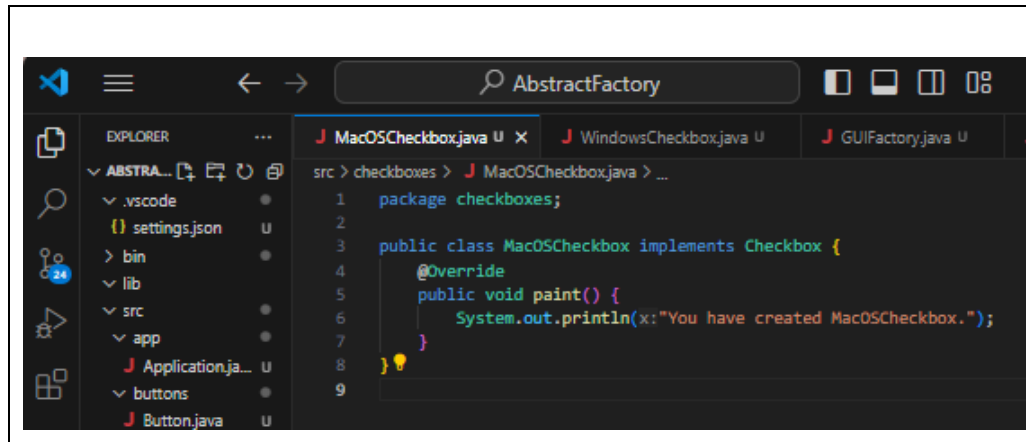 AbstractFactory
EXPLORER ...
ABSTRA...
.vscode
{} settings.json U
bin
lib
src
app
J Application.ja... U
buttons
J Button.java U
24
J MacOSCheckbox.java U X J WindowsCheckbox.java U J GUIFactory.java U
src > checkboxes > J MacOSCheckbox.java > ...
1 package checkboxes;
2
3 public class MacOSCheckbox implements Checkbox {
4 @Override
5 public void paint() {
6 System.out.println(x:"You have created MacOSCheckbox.");
7 }
8 }
9